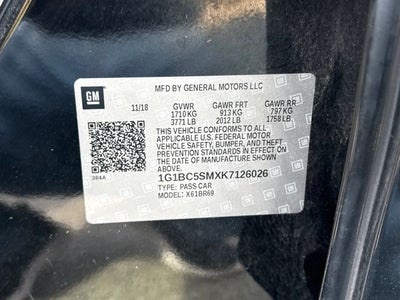 GM
MFD BY GENERAL MOTORS LLC
11/18 GVWR GAWR FRT GAWR RR
1710 KG 913 KG 797 KG
3771 LB 2012 LB 1758 LB
THIS VEHICLE CONFORMS TO ALL
APPLICABLE U.S. FEDERAL MOTOR
VEHICLE SAFETY, BUMPER, AND
THEFT PREVENTION STANDARDS IN
EFFECT ON THE DATE OF
MANUFACTURE SHOWN ABOVE.
384A
1G1BC5SMXK7126026
TYPE: PASS CAR
MODEL: X61BR69